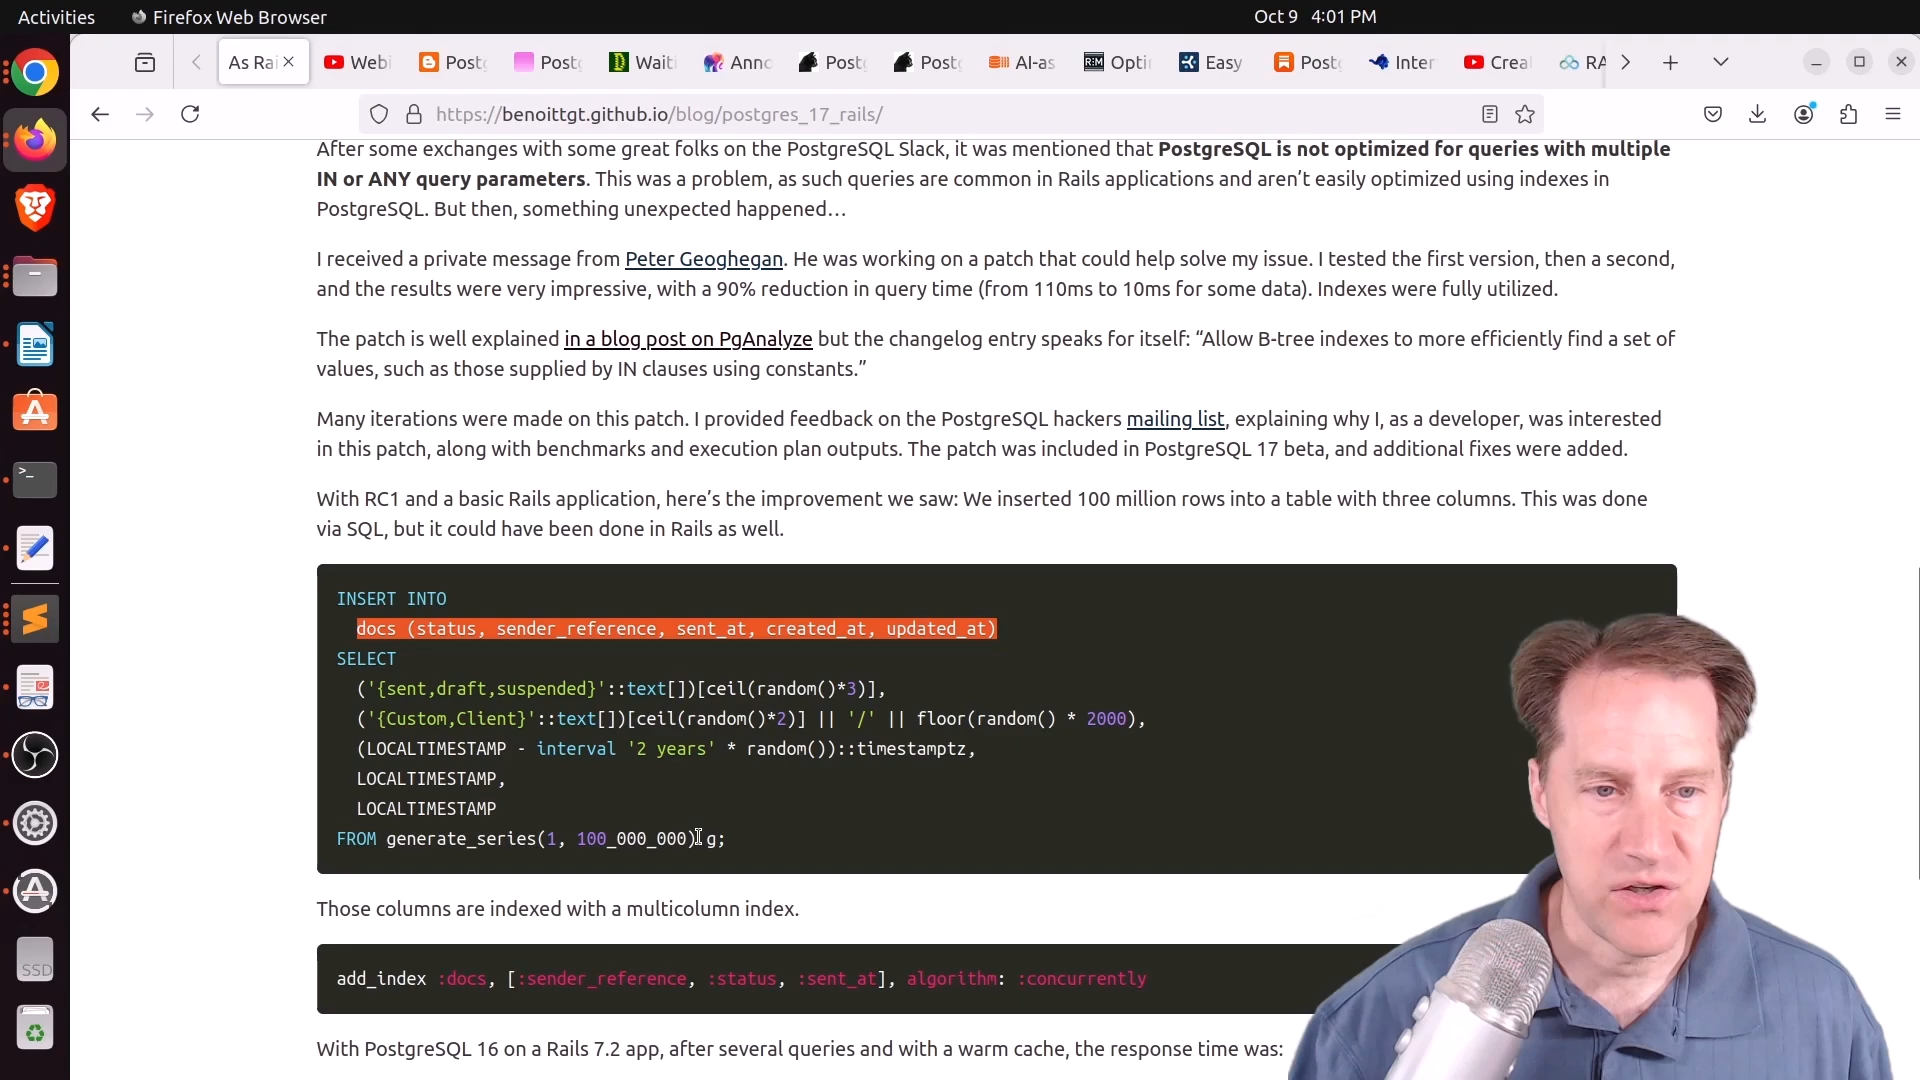 Activities Firefox Web Browser Oct 9 4:01 PM
As Rai Webi Postg Postg Waiti Anno Postg Postg AI-as Optin Easy Postg Inter Creat RA
https://benoittgt.github.io/blog/postgres_17_rails/
After some exchanges with some great folks on the PostgreSQL Slack, it was mentioned that PostgreSQL is not optimized for queries with multiple
IN or ANY query parameters. This was a problem, as such queries are common in Rails applications and aren’t easily optimized using indexes in
PostgreSQL. But then, something unexpected happened…
I received a private message from Peter Geoghegan. He was working on a patch that could help solve my issue. I tested the first version, then a second,
and the results were very impressive, with a 90% reduction in query time (from 110ms to 10ms for some data). Indexes were fully utilized.
The patch is well explained in a blog post on PgAnalyze but the changelog entry speaks for itself: “Allow B-tree indexes to more efficiently find a set of
values, such as those supplied by IN clauses using constants.”
Many iterations were made on this patch. I provided feedback on the PostgreSQL hackers mailing list, explaining why I, as a developer, was interested
in this patch, along with benchmarks and execution plan outputs. The patch was included in PostgreSQL 17 beta, and additional fixes were added.
With RC1 and a basic Rails application, here’s the improvement we saw: We inserted 100 million rows into a table with three columns. This was done
via SQL, but it could have been done in Rails as well.
INSERT INTO
docs (status, sender_reference, sent_at, created_at, updated_at)
SELECT
('{sent,draft,suspended}'::text[])[ceil(random()*3)],
('{Custom,Client}'::text[])[ceil(random()*2)] || '/' || floor(random() * 2000),
(LOCALTIMESTAMP - interval '2 years' * random())::timestamptz,
LOCALTIMESTAMP,
LOCALTIMESTAMP
FROM generate_series(1, 100_000_000) g;
Those columns are indexed with a multicolumn index.
add_index :docs, [:sender_reference, :status, :sent_at], algorithm: :concurrently
With PostgreSQL 16 on a Rails 7.2 app, after several queries and with a warm cache, the response time was:
SSD